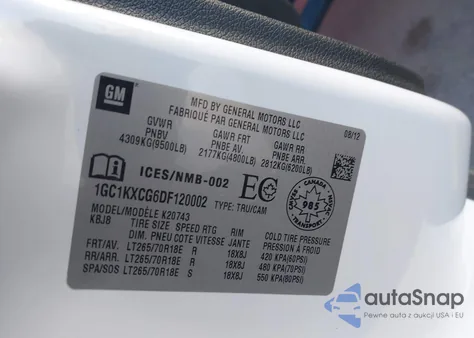 GM
MFD BY GENERAL MOTORS LLC
FABRIQUÉ PAR GENERAL MOTORS LLC
08/12
GVWR GAWR FRT GAWR RR
PNBV PNBE AV. PNBE ARR.
4309KG(9500LB) 2177KG(4800LB) 2812KG(6200LB)
ICES/NMB-002 EC 985
1GC1KXCG6DF120002 TYPE: TRU/CAM
MODEL/MODÈLE K20743
KBJB TIRE SIZE SPEED RTG RIM COLD TIRE PRESSURE
DIM. PNEU COTE VITESSE JANTE PRESSION À FROID
FRT/AV. LT265/70R18E R 18X8J 420 KPA(60PSI)
RR/ARR. LT265/70R18E R 18X8J 480 KPA(70PSI)
SPA/SOS LT265/70R18E S 18X8J 550 KPA(80PSI)
autaSnap
Pewne auta z aukcji USA i EU